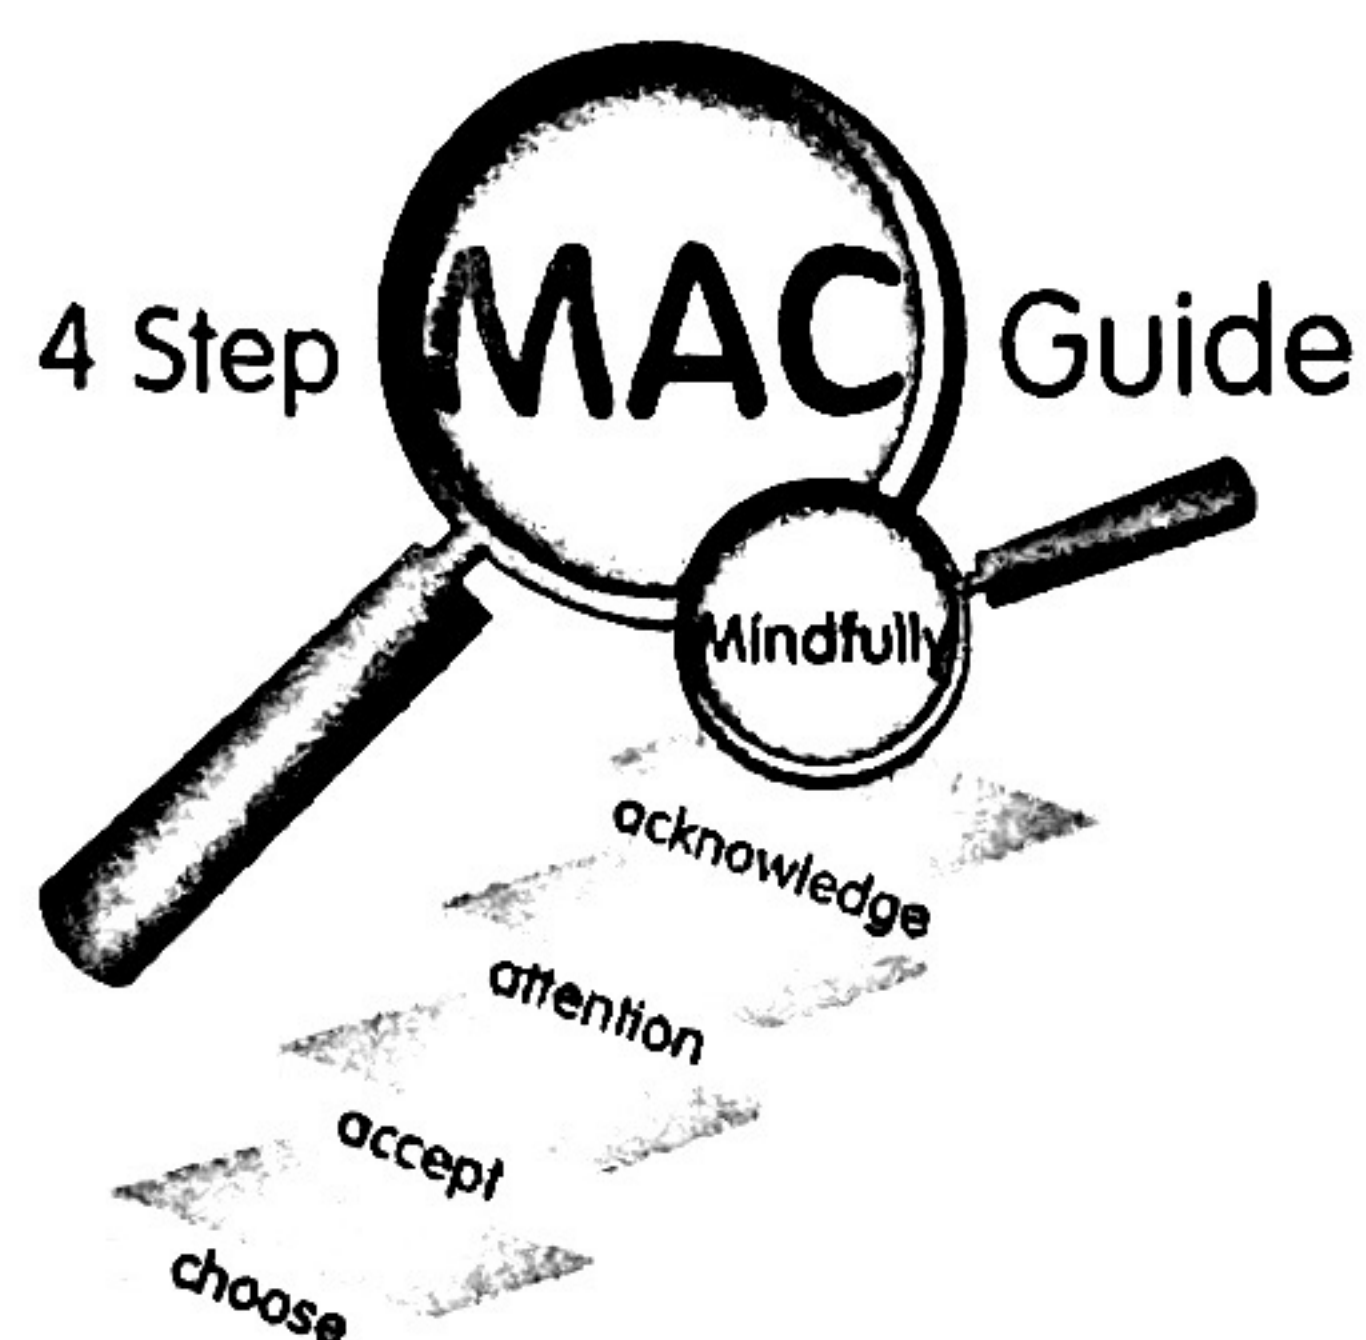 4 Step MAC Guide
Mindfully
acknowledge
attention
accept
choose